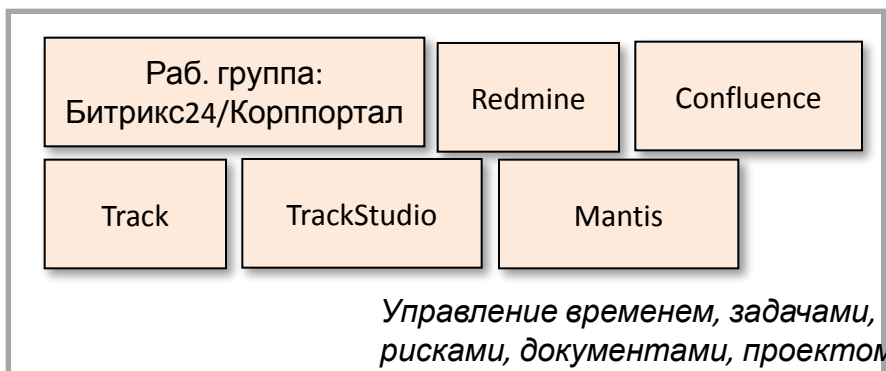 Раб. группа:
Битрикс24/Корппортал
Redmine
Confluence
Track
TrackStudio
Mantis
Управление временем, задачами,
рисками, документами, проектом